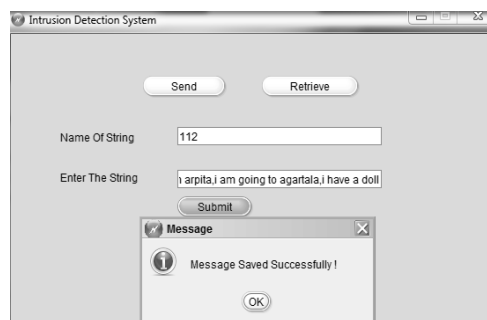 Intrusion Detection System
Send Retrieve
Name Of String 112
Enter The String arpita,i am going to agartala,i have a doll
Submit
Message
Message Saved Successfully !
OK